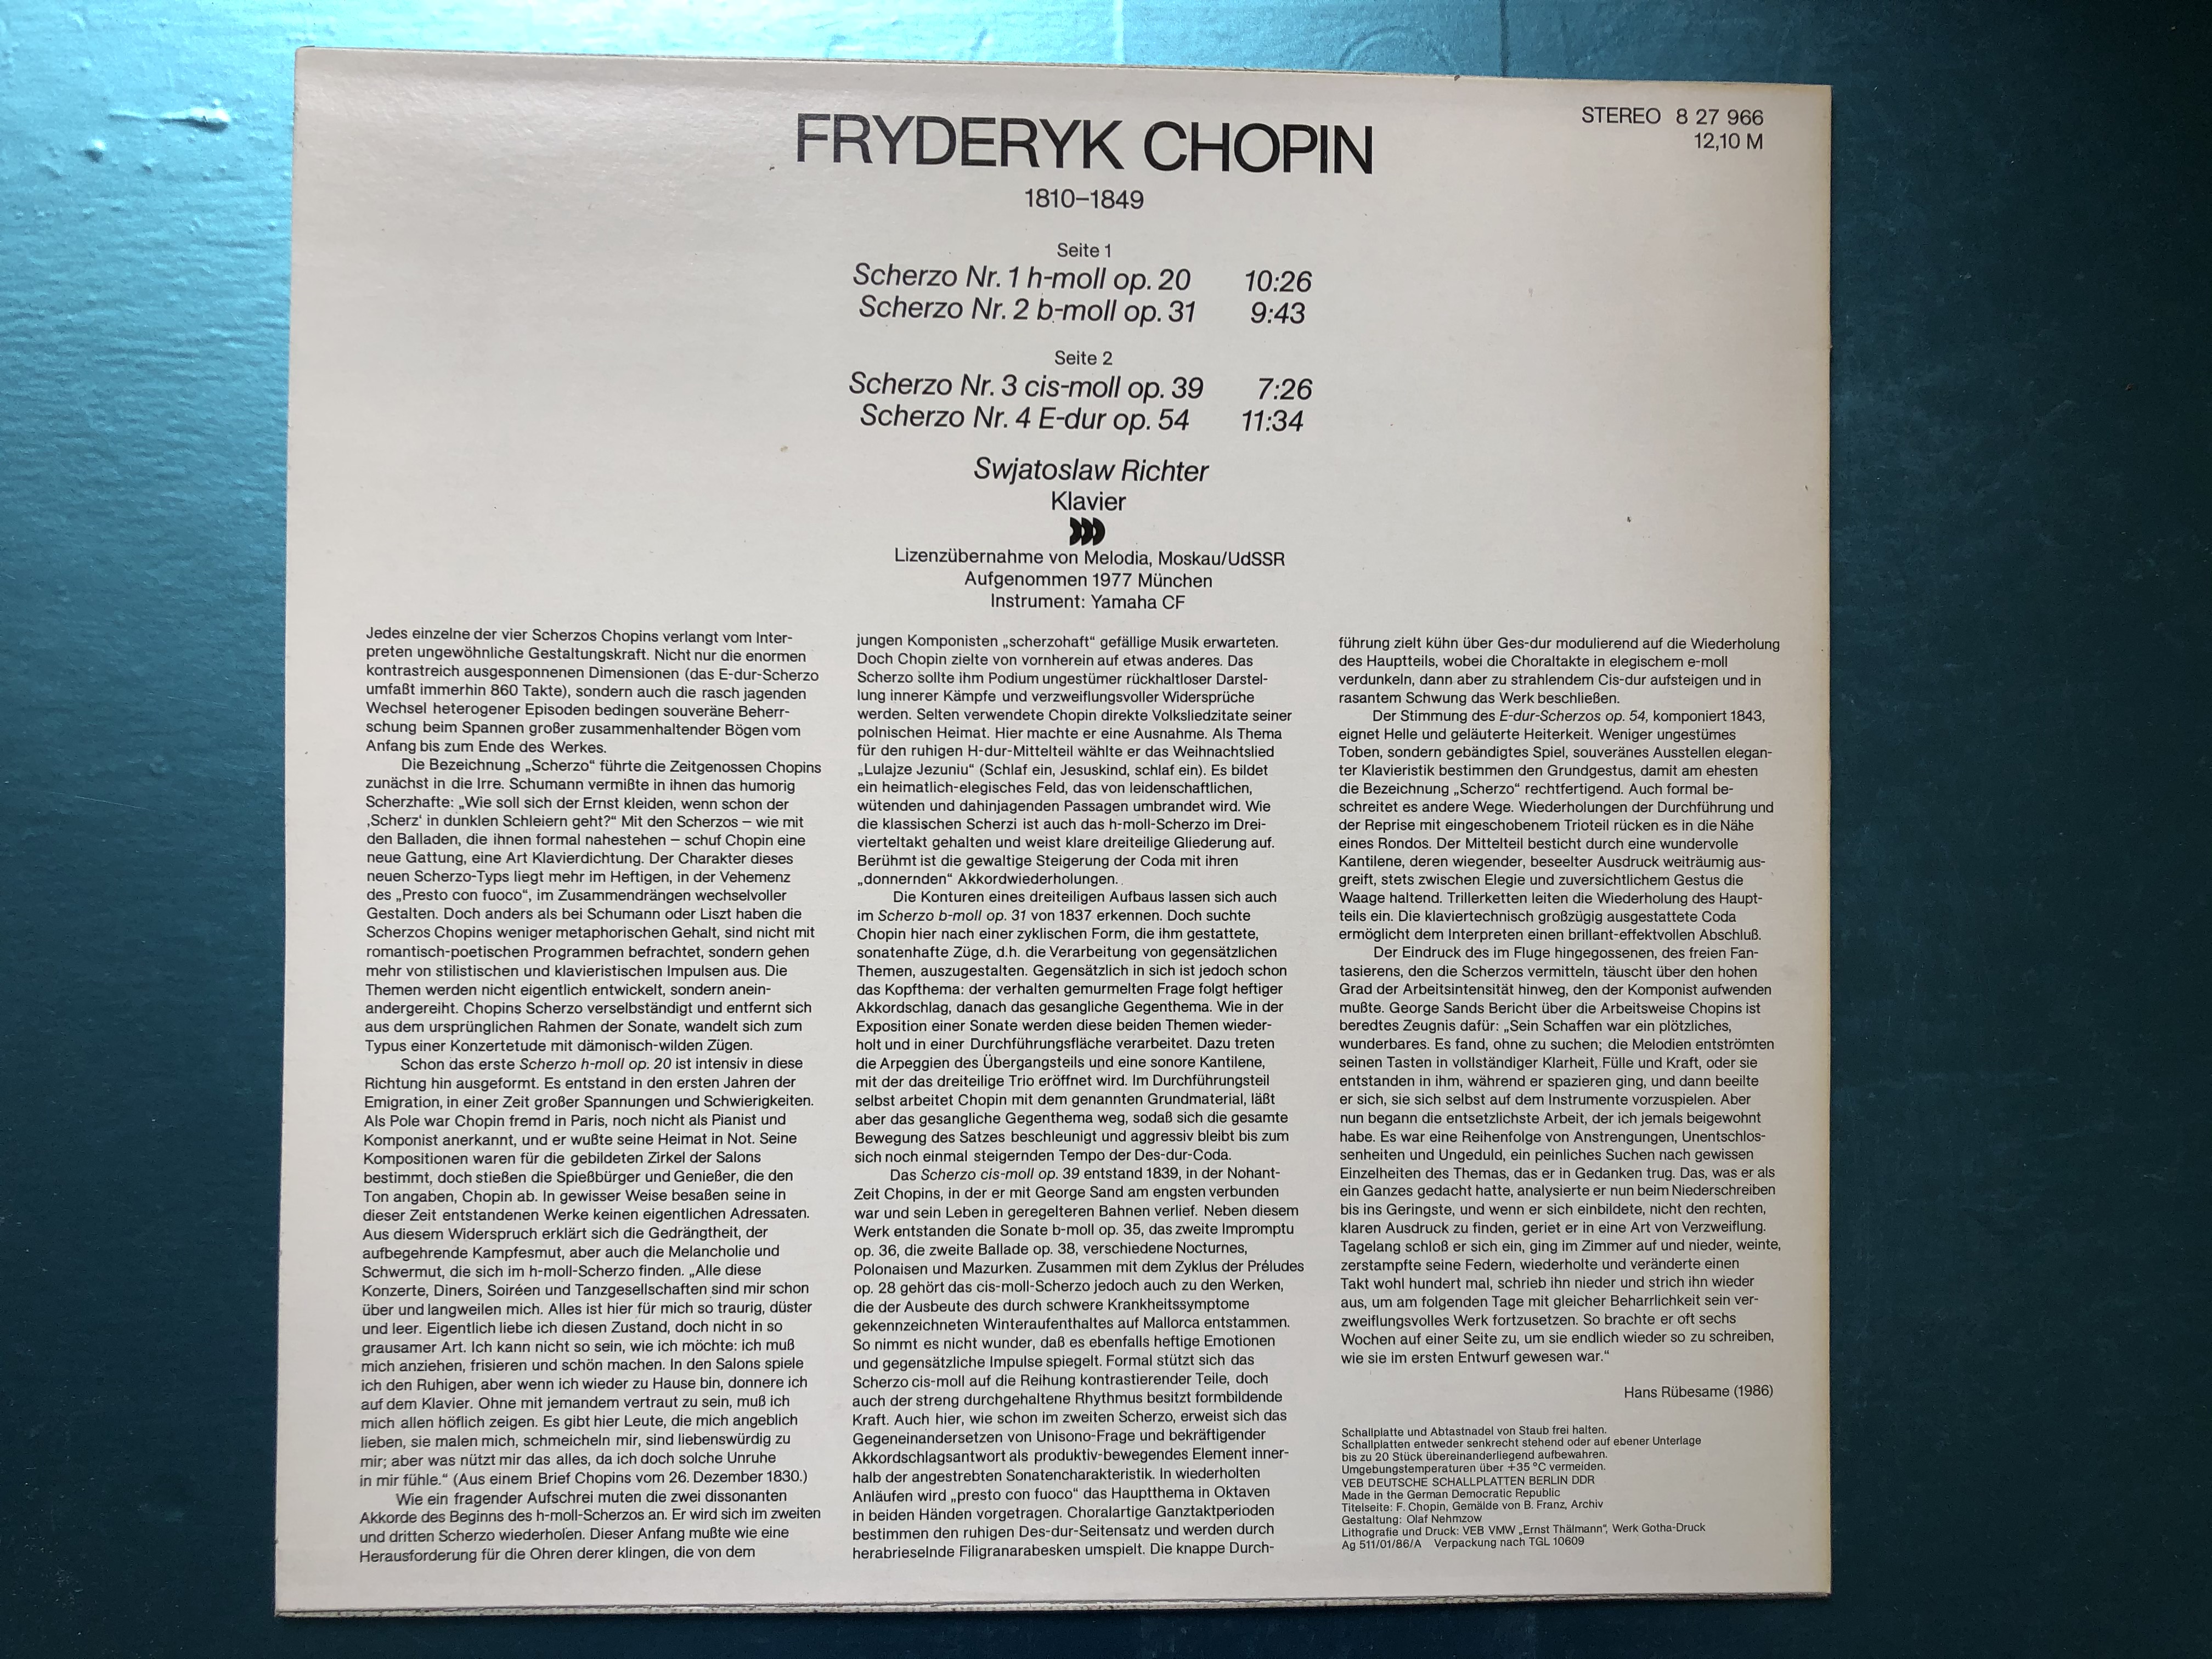 FRYDERYK CHOPIN
1810–1849
STEREO 8 27 966
12,10 M
Seite 1
Scherzo Nr. 1 h-moll op. 20 10:26
Scherzo Nr. 2 b-moll op. 31 9:43
Seite 2
Scherzo Nr. 3 cis-moll op. 39 7:26
Scherzo Nr. 4 E-dur op. 54 11:34
Swjatoslaw Richter
Klavier
Lizenzübernahme von Melodia, Moskau/UdSSR
Aufgenommen 1977 München
Instrument: Yamaha CF
Jedes einzelne der vier Scherzos Chopins verlangt vom Inter-
preten ungewöhnliche Gestaltungskraft. Nicht nur die enormen
kontrastreich ausgesponnenen Dimensionen (das E-dur-Scherzo
umfaßt immerhin 860 Takte), sondern auch die rasch jagenden
Wechsel heterogener Episoden bedingen souveräne Beherr-
schung beim Spannen großer zusammenhaltender Bögen vom
Anfang bis zum Ende des Werkes.
Die Bezeichnung „Scherzo“ führte die Zeitgenossen Chopins
zunächst in die Irre. Schumann vermißte in ihnen das humorig
Scherzhafte: „Wie soll sich der Ernst kleiden, wenn schon der
‚Scherz‘ in dunklen Schleiern geht?“ Mit den Scherzos – wie mit
den Balladen, die ihnen formal nahestehen – schuf Chopin eine
neue Gattung, eine Art Klavierdichtung. Der Charakter dieses
neuen Scherzo-Typs liegt mehr im Heftigen, in der Vehemenz
des „Presto con fuoco“, im Zusammendrängen wechselvoller
Gestalten. Doch anders als bei Schumann oder Liszt haben die
Scherzos Chopins weniger metaphorischen Gehalt, sind nicht mit
romantisch-poetischen Programmen befrachtet, sondern gehen
mehr von stilistischen und klavieristischen Impulsen aus. Die
Themen werden nicht eigentlich entwickelt, sondern anein-
andergereiht. Chopins Scherzo verselbständigt und entfernt sich
aus dem ursprünglichen Rahmen der Sonate, wandelt sich zum
Typus einer Konzertetude mit dämonisch-wilden Zügen.
Schon das erste Scherzo h-moll op. 20 ist intensiv in diese
Richtung hin ausgeformt. Es entstand in den ersten Jahren der
Emigration, in einer Zeit großer Spannungen und Schwierigkeiten.
Als Pole war Chopin fremd in Paris, noch nicht als Pianist und
Komponist anerkannt, und er wußte seine Heimat in Not. Seine
Kompositionen waren für die gebildeten Zirkel der Salons
bestimmt, doch stießen die Spießbürger und Genießer, die den
Ton angaben, Chopin ab. In gewisser Weise besaßen seine in
dieser Zeit entstandenen Werke keinen eigentlichen Adressaten.
Aus diesem Widerspruch erklärt sich die Gedrängtheit, der
aufbegehrende Kampfesmut, aber auch die Melancholie und
Schwermut, die sich im h-moll-Scherzo finden. „Alle diese
Konzerte, Diners, Soiréen und Tanzgesellschaften sind mir schon
über und langweilen mich. Alles ist hier für mich so traurig, düster
und leer. Eigentlich liebe ich diesen Zustand, doch nicht in so
grausamer Art. Ich kann nicht so sein, wie ich möchte: ich muß
mich anziehen, frisieren und schön machen. In den Salons spiele
ich den Ruhigen, aber wenn ich wieder zu Hause bin, donnere ich
auf dem Klavier. Ohne mit jemandem vertraut zu sein, muß ich
mich allen höflich zeigen. Es gibt hier Leute, die mich angeblich
lieben, sie malen mich, schmeicheln mir, sind liebenswürdig zu
mir; aber was nützt mir das alles, da ich doch solche Unruhe
in mir fühle.“ (Aus einem Brief Chopins vom 26. Dezember 1830.)
Wie ein fragender Aufschrei muten die zwei dissonanten
Akkorde des Beginns des h-moll-Scherzos an. Er wird sich im zweiten
und dritten Scherzo wiederholen. Dieser Anfang mußte wie eine
Herausforderung für die Ohren derer klingen, die von dem
jungen Komponisten „scherzohaft“ gefällige Musik erwarteten.
Doch Chopin zielte von vornherein auf etwas anderes. Das
Scherzo sollte ihm Podium ungestümer rückhaltloser Darstel-
lung innerer Kämpfe und verzweiflungsvoller Widersprüche
werden. Selten verwendete Chopin direkte Volksliedzitate seiner
polnischen Heimat. Hier machte er eine Ausnahme. Als Thema
für den ruhigen H-dur-Mittelteil wählte er das Weihnachtslied
„Lulajze Jezuniu“ (Schlaf ein, Jesuskind, schlaf ein). Es bildet
ein heimatlich-elegisches Feld, das von leidenschaftlichen,
wütenden und dahinjagenden Passagen umbrandet wird. Wie
die klassischen Scherzi ist auch das h-moll-Scherzo im Drei-
vierteltakt gehalten und weist klare dreiteilige Gliederung auf.
Berühmt ist die gewaltige Steigerung der Coda mit ihren
„donnernden“ Akkordwiederholungen.
Die Konturen eines dreiteiligen Aufbaus lassen sich auch
im Scherzo b-moll op. 31 von 1837 erkennen. Doch suchte
Chopin hier nach einer zyklischen Form, die ihm gestattete,
sonatenhafte Züge, d.h. die Verarbeitung von gegensätzlichen
Themen, auszugestalten. Gegensätzlich in sich ist jedoch schon
das Kopfthema: der verhalten gemurmelten Frage folgt heftiger
Akkordschlag, danach das gesangliche Gegenthema. Wie in der
Exposition einer Sonate werden diese beiden Themen wieder-
holt und in einer Durchführungsfläche verarbeitet. Dazu treten
die Arpeggien des Übergangsteils und eine sonore Kantilene,
mit der das dreiteilige Trio eröffnet wird. Im Durchführungsteil
selbst arbeitet Chopin mit dem genannten Grundmaterial, läßt
aber das gesangliche Gegenthema weg, sodaß sich die gesamte
Bewegung des Satzes beschleunigt und aggressiv bleibt bis zum
sich noch einmal steigernden Tempo der Des-dur-Coda.
Das Scherzo cis-moll op. 39 entstand 1839, in der Nohant-
Zeit Chopins, in der er mit George Sand am engsten verbunden
war und sein Leben in geregelteren Bahnen verlief. Neben diesem
Werk entstanden die Sonate b-moll op. 35, das zweite Impromptu
op. 36, die zweite Ballade op. 38, verschiedene Nocturnes,
Polonaisen und Mazurken. Zusammen mit dem Zyklus der Préludes
op. 28 gehört das cis-moll-Scherzo jedoch auch zu den Werken,
die der Ausbeute des durch schwere Krankheitssymptome
gekennzeichneten Winteraufenthaltes auf Mallorca entstammen.
So nimmt es nicht wunder, daß es ebenfalls heftige Emotionen
und gegensätzliche Impulse spiegelt. Formal stützt sich das
Scherzo cis-moll auf die Reihung kontrastierender Teile, doch
auch der streng durchgehaltene Rhythmus besitzt formbildende
Kraft. Auch hier, wie schon im zweiten Scherzo, erweist sich das
Gegeneinandersetzen von Unisono-Frage und bekräftigender
Akkordschlagsantwort als produktiv-bewegendes Element inner-
halb der angestrebten Sonatencharakteristik. In wiederholten
Anläufen wird „presto con fuoco“ das Hauptthema in Oktaven
in beiden Händen vorgetragen. Choralartige Ganztaktperioden
bestimmen den ruhigen Des-dur-Seitensatz und werden durch
herabrieselnde Filigranarabesken umspielt. Die knappe Durch-
führung zielt kühn über Ges-dur modulierend auf die Wiederholung
des Hauptteils, wobei die Choraltakte in elegischem e-moll
verdunkeln, dann aber zu strahlendem Cis-dur aufsteigen und in
rasantem Schwung das Werk beschließen.
Der Stimmung des E-dur-Scherzos op. 54, komponiert 1843,
eignet Helle und geläuterte Heiterkeit. Weniger ungestümes
Toben, sondern gebändigtes Spiel, souveränes Ausstellen elegan-
ter Klavieristik bestimmen den Grundgestus, damit am ehesten
die Bezeichnung „Scherzo“ rechtfertigend. Auch formal be-
schreitet es andere Wege. Wiederholungen der Durchführung und
der Reprise mit eingeschobenem Trioteil rücken es in die Nähe
eines Rondos. Der Mittelteil besticht durch eine wundervolle
Kantilene, deren wiegender, beseelter Ausdruck weiträumig aus-
greift, stets zwischen Elegie und zuversichtlichem Gestus die
Waage haltend. Trillerketten leiten die Wiederholung des Haupt-
teils ein. Die klaviertechnisch großzügig ausgestattete Coda
ermöglicht dem Interpreten einen brillant-effektvollen Abschluß.
Der Eindruck des im Fluge hingegossenen, des freien Fan-
tasierens, den die Scherzos vermitteln, täuscht über den hohen
Grad der Arbeitsintensität hinweg, den der Komponist aufwenden
mußte. George Sands Bericht über die Arbeitsweise Chopins ist
beredtes Zeugnis dafür: „Sein Schaffen war ein plötzliches,
wunderbares. Es fand, ohne zu suchen; die Melodien entströmten
seinen Tasten in vollständiger Klarheit, Fülle und Kraft, oder sie
entstanden in ihm, während er spazieren ging, und dann beeilte
er sich, sie sich selbst auf dem Instrumente vorzuspielen. Aber
nun begann die entsetzlichste Arbeit, der ich jemals beigewohnt
habe. Es war eine Reihenfolge von Anstrengungen, Unentschlos-
senheiten und Ungeduld, ein peinliches Suchen nach gewissen
Einzelheiten des Themas, das er in Gedanken trug. Das, was er als
ein Ganzes gedacht hatte, analysierte er nun beim Niederschreiben
bis ins Geringste, und wenn er sich einbildete, nicht den rechten,
klaren Ausdruck zu finden, geriet er in eine Art von Verzweiflung.
Tagelang schloß er sich ein, ging im Zimmer auf und nieder, weinte,
zerstampfte seine Federn, wiederholte und veränderte einen
Takt wohl hundert mal, schrieb ihn nieder und strich ihn wieder
aus, um am folgenden Tage mit gleicher Beharrlichkeit sein ver-
zweiflungsvolles Werk fortzusetzen. So brachte er oft sechs
Wochen auf einer Seite zu, um sie endlich wieder so zu schreiben,
wie sie im ersten Entwurf gewesen war.“
Hans Rübesame (1986)
Schallplatte und Abtastnadel von Staub frei halten.
Schallplatten entweder senkrecht stehend oder auf ebener Unterlage
bis zu 20 Stück übereinanderliegend aufbewahren.
Umgebungstemperaturen über +35 °C vermeiden.
VEB DEUTSCHE SCHALLPLATTEN BERLIN DDR
Made in the German Democratic Republic
Titelseite: F. Chopin, Gemälde von B. Franz, Archiv
Gestaltung: Olaf Nehmzow
Lithografie und Druck: VEB VMW „Ernst Thälmann“, Werk Gotha-Druck
Ag 511/01/86/A Verpackung nach TGL 10609